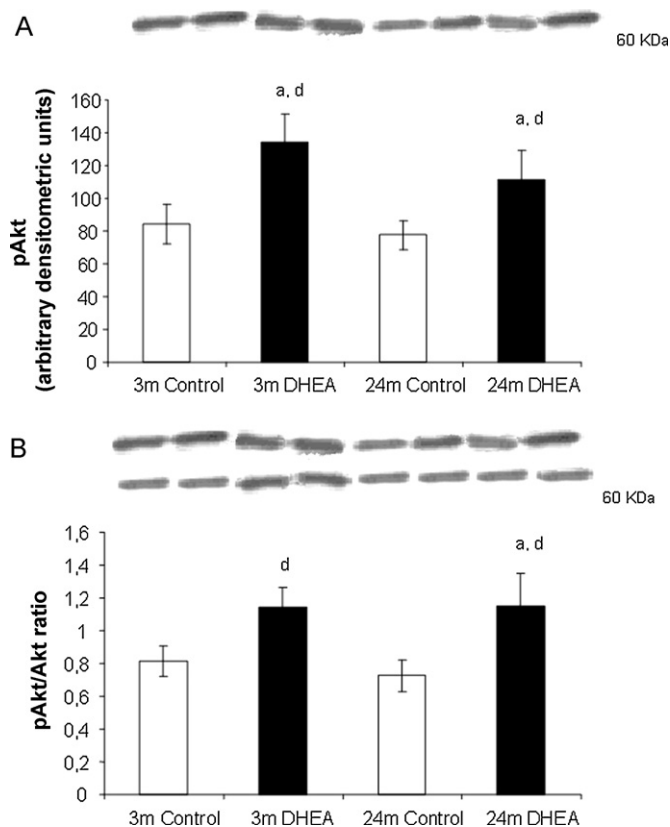 A
60 KDa
a, d
a, d
160
140
120
100
80
60
40
20
0
pAkt
(arbitrary densitometric units)
3m Control 3m DHEA 24m Control 24m DHEA
B
60 KDa
d
a, d
1,6
1,4
1,2
1
0,8
0,6
0,4
0,2
0
pAkt/Akt ratio
3m Control 3m DHEA 24m Control 24m DHEA